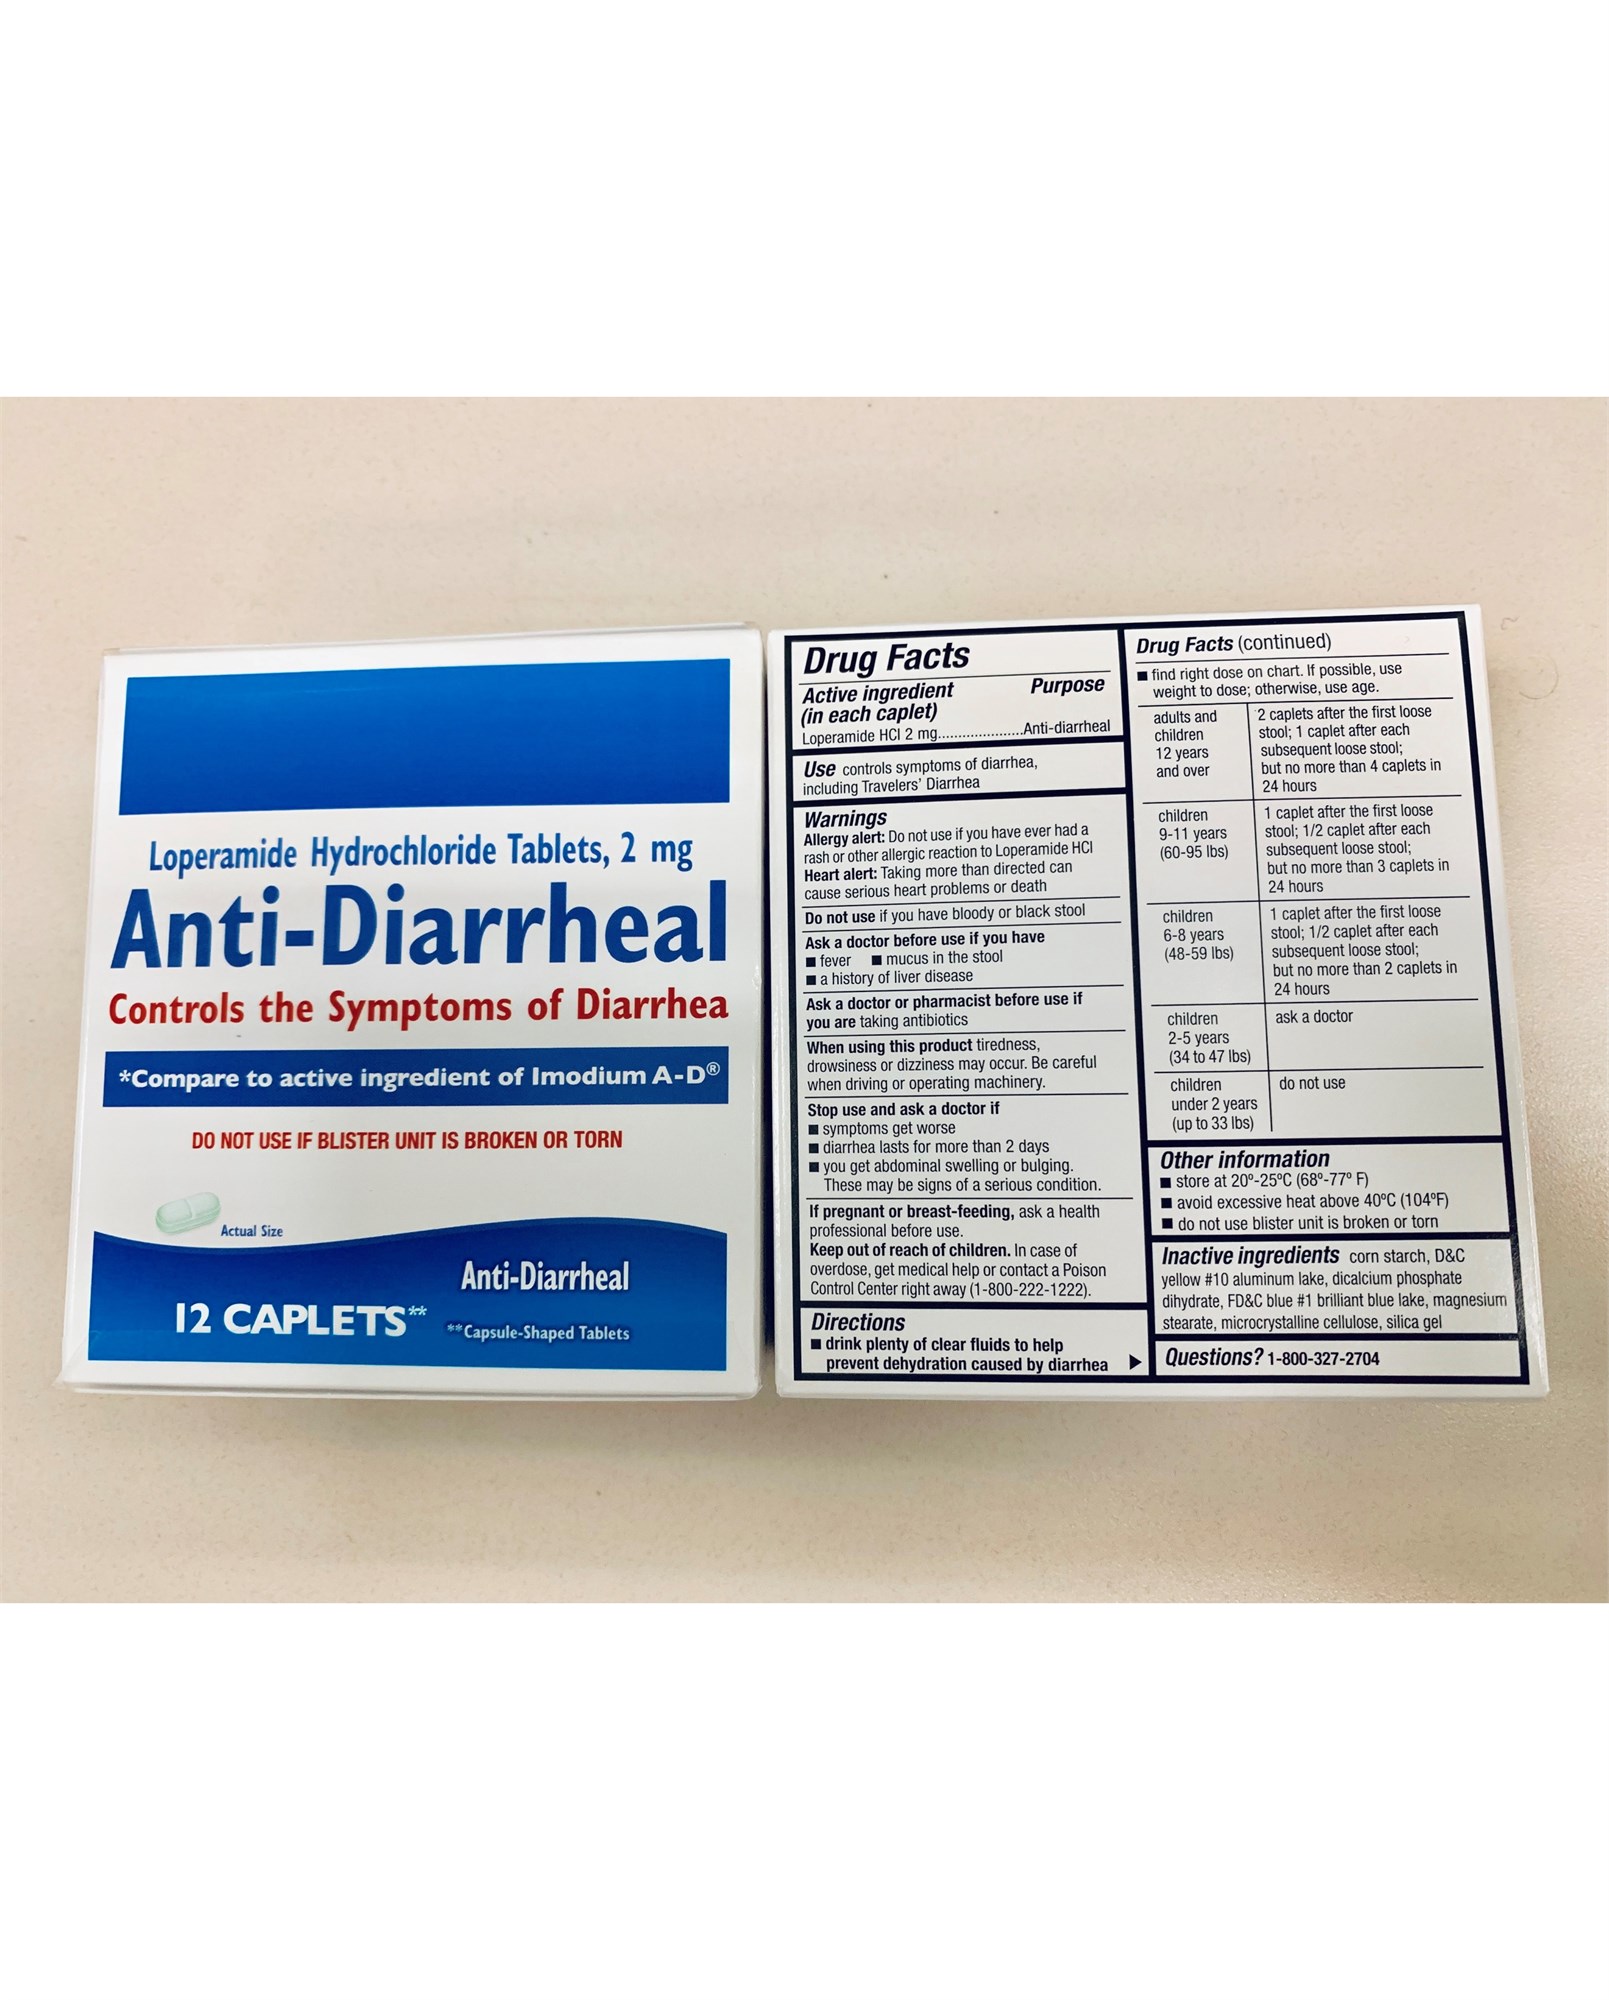 Loperamide Hydrochloride Tablets, 2 mg
Anti-Diarrheal
Controls the Symptoms of Diarrhea
*Compare to active ingredient of Imodium A-D®
DO NOT USE IF BLISTER UNIT IS BROKEN OR TORN
Actual Size
Anti-Diarrheal
12 CAPLETS**
**Capsule-Shaped Tablets
Drug Facts
Active ingredient Purpose
(in each caplet)
Loperamide HCl 2 mg.....................Anti-diarrheal
Use controls symptoms of diarrhea,
including Travelers' Diarrhea
Warnings
Allergy alert: Do not use if you have ever had a
rash or other allergic reaction to Loperamide HCl
Heart alert: Taking more than directed can
cause serious heart problems or death
Do not use if you have bloody or black stool
Ask a doctor before use if you have
■ fever ■ mucus in the stool
■ a history of liver disease
Ask a doctor or pharmacist before use if
you are taking antibiotics
When using this product tiredness,
drowsiness or dizziness may occur. Be careful
when driving or operating machinery.
Stop use and ask a doctor if
■ symptoms get worse
■ diarrhea lasts for more than 2 days
■ you get abdominal swelling or bulging.
These may be signs of a serious condition.
If pregnant or breast-feeding, ask a health
professional before use.
Keep out of reach of children. In case of
overdose, get medical help or contact a Poison
Control Center right away (1-800-222-1222).
Directions
■ drink plenty of clear fluids to help
prevent dehydration caused by diarrhea ▶
Drug Facts (continued)
■ find right dose on chart. If possible, use
weight to dose; otherwise, use age.
adults and
children
12 years
and over
2 caplets after the first loose
stool; 1 caplet after each
subsequent loose stool;
but no more than 4 caplets in
24 hours
children
9-11 years
(60-95 lbs)
1 caplet after the first loose
stool; 1/2 caplet after each
subsequent loose stool;
but no more than 3 caplets in
24 hours
children
6-8 years
(48-59 lbs)
1 caplet after the first loose
stool; 1/2 caplet after each
subsequent loose stool;
but no more than 2 caplets in
24 hours
children
2-5 years
(34 to 47 lbs)
ask a doctor
children
under 2 years
(up to 33 lbs)
do not use
Other information
■ store at 20º-25ºC (68º-77º F)
■ avoid excessive heat above 40ºC (104ºF)
■ do not use blister unit is broken or torn
Inactive ingredients corn starch, D&C
yellow #10 aluminum lake, dicalcium phosphate
dihydrate, FD&C blue #1 brilliant blue lake, magnesium
stearate, microcrystalline cellulose, silica gel
Questions? 1-800-327-2704